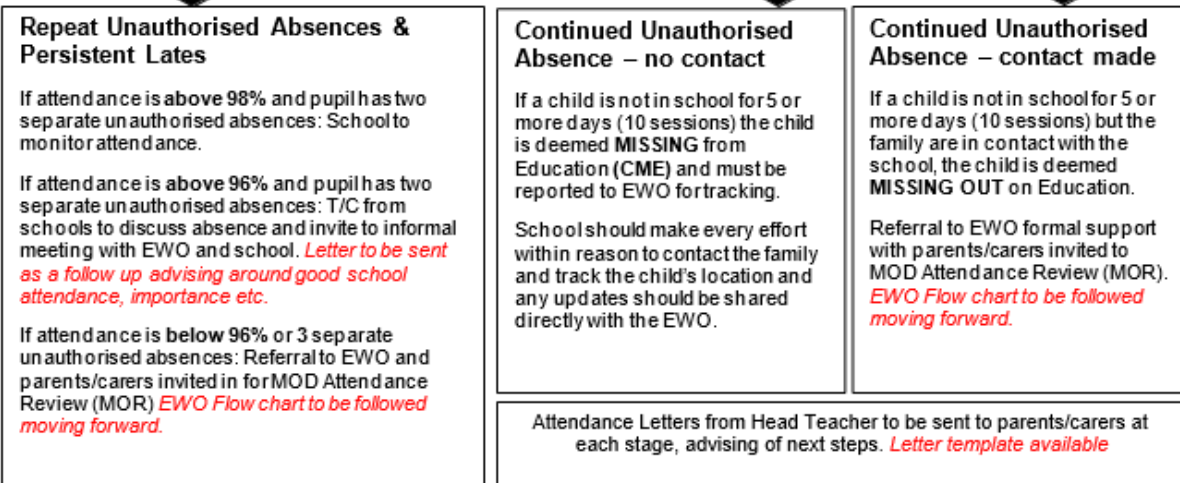 Repeat Unauthorised Absences &
Persistent Lates
If attendance is above 98% and pupil has two
separate unauthorised absences: School to
monitor attendance.
If attendance is above 96% and pupil has two
separate unauthorised absences: T/C from
schools to discuss absence and invite to informal
meeting with EWO and school. Letter to be sent
as a follow up advising around good school
attendance, importance etc.
If attendance is below 96% or 3 separate
unauthorised absences: Referral to EWO and
parents/carers invited in for MOD Attendance
Review (MOR) EWO Flow chart to be followed
moving forward.
Continued Unauthorised
Absence – no contact
If a child is not in school for 5 or
more days (10 sessions) the child
is deemed MISSING from
Education (CME) and must be
reported to EWO for tracking.
School should make every effort
within reason to contact the family
and track the child's location and
any updates should be shared
directly with the EWO.
Continued Unauthorised
Absence – contact made
If a child is not in school for 5 or
more days (10 sessions) but the
family are in contact with the
school, the child is deemed
MISSING OUT on Education.
Referral to EWO formal support
with parents/carers invited to
MOD Attendance Review (MOR).
EWO Flow chart to be followed
moving forward.
Attendance Letters from Head Teacher to be sent to parents/carers at
each stage, advising of next steps. Letter template available